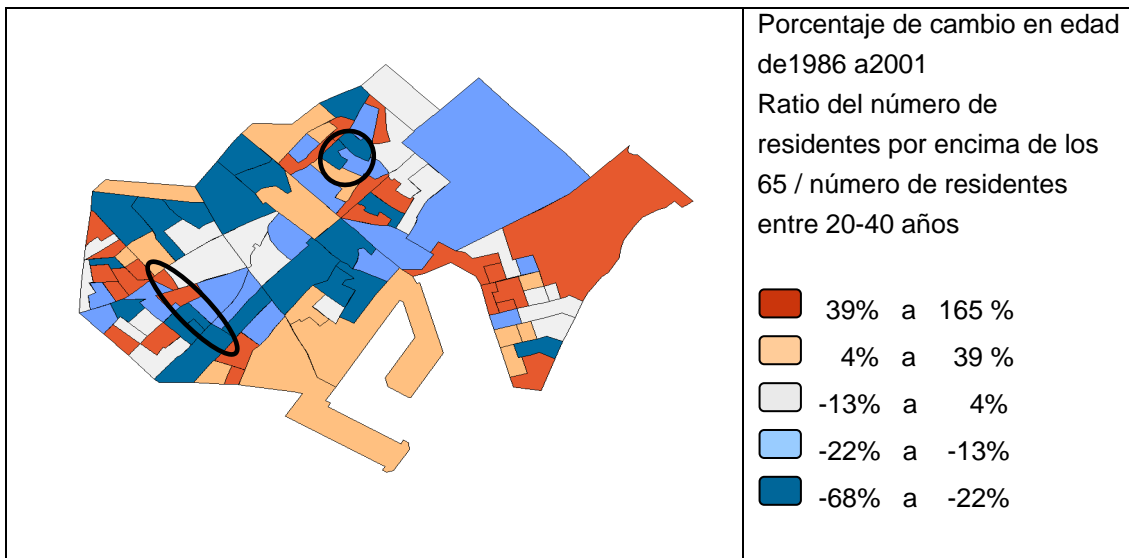 Porcentaje de cambio en edad
de1986 a2001
Ratio del número de
residentes por encima de los
65 / número de residentes
entre 20-40 años
39% a 165 %
4% a 39 %
-13% a 4%
-22% a -13%
-68% a -22%